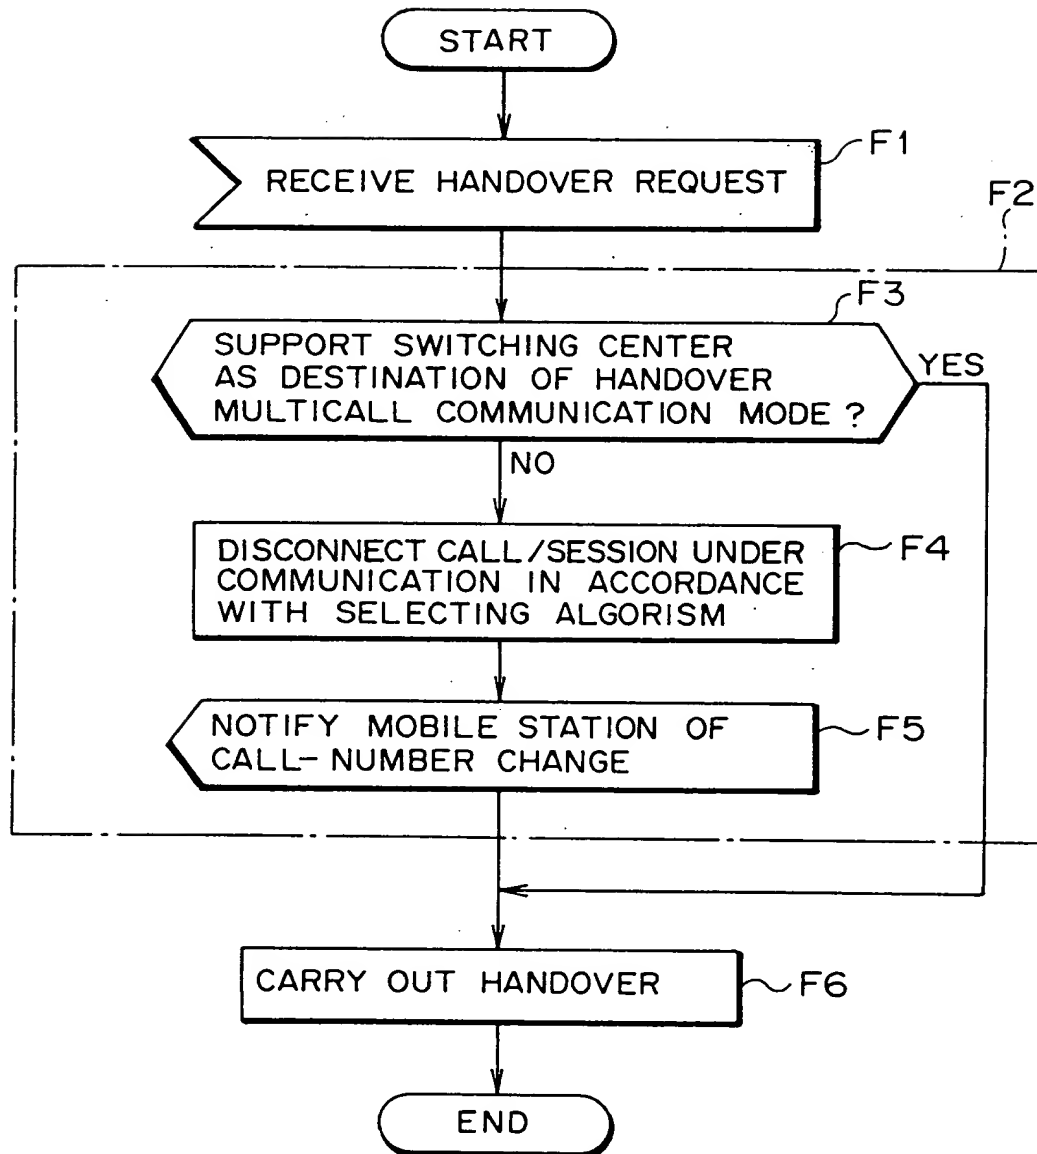 START
RECEIVE HANDOVER REQUEST
F1
F2
F3
SUPPORT SWITCHING CENTER
AS DESTINATION OF HANDOVER
MULTICALL COMMUNICATION MODE ?
YES
NO
DISCONNECT CALL/SESSION UNDER
COMMUNICATION IN ACCORDANCE
WITH SELECTING ALGORISM
F4
NOTIFY MOBILE STATION OF
CALL-NUMBER CHANGE
F5
CARRY OUT HANDOVER
F6
END